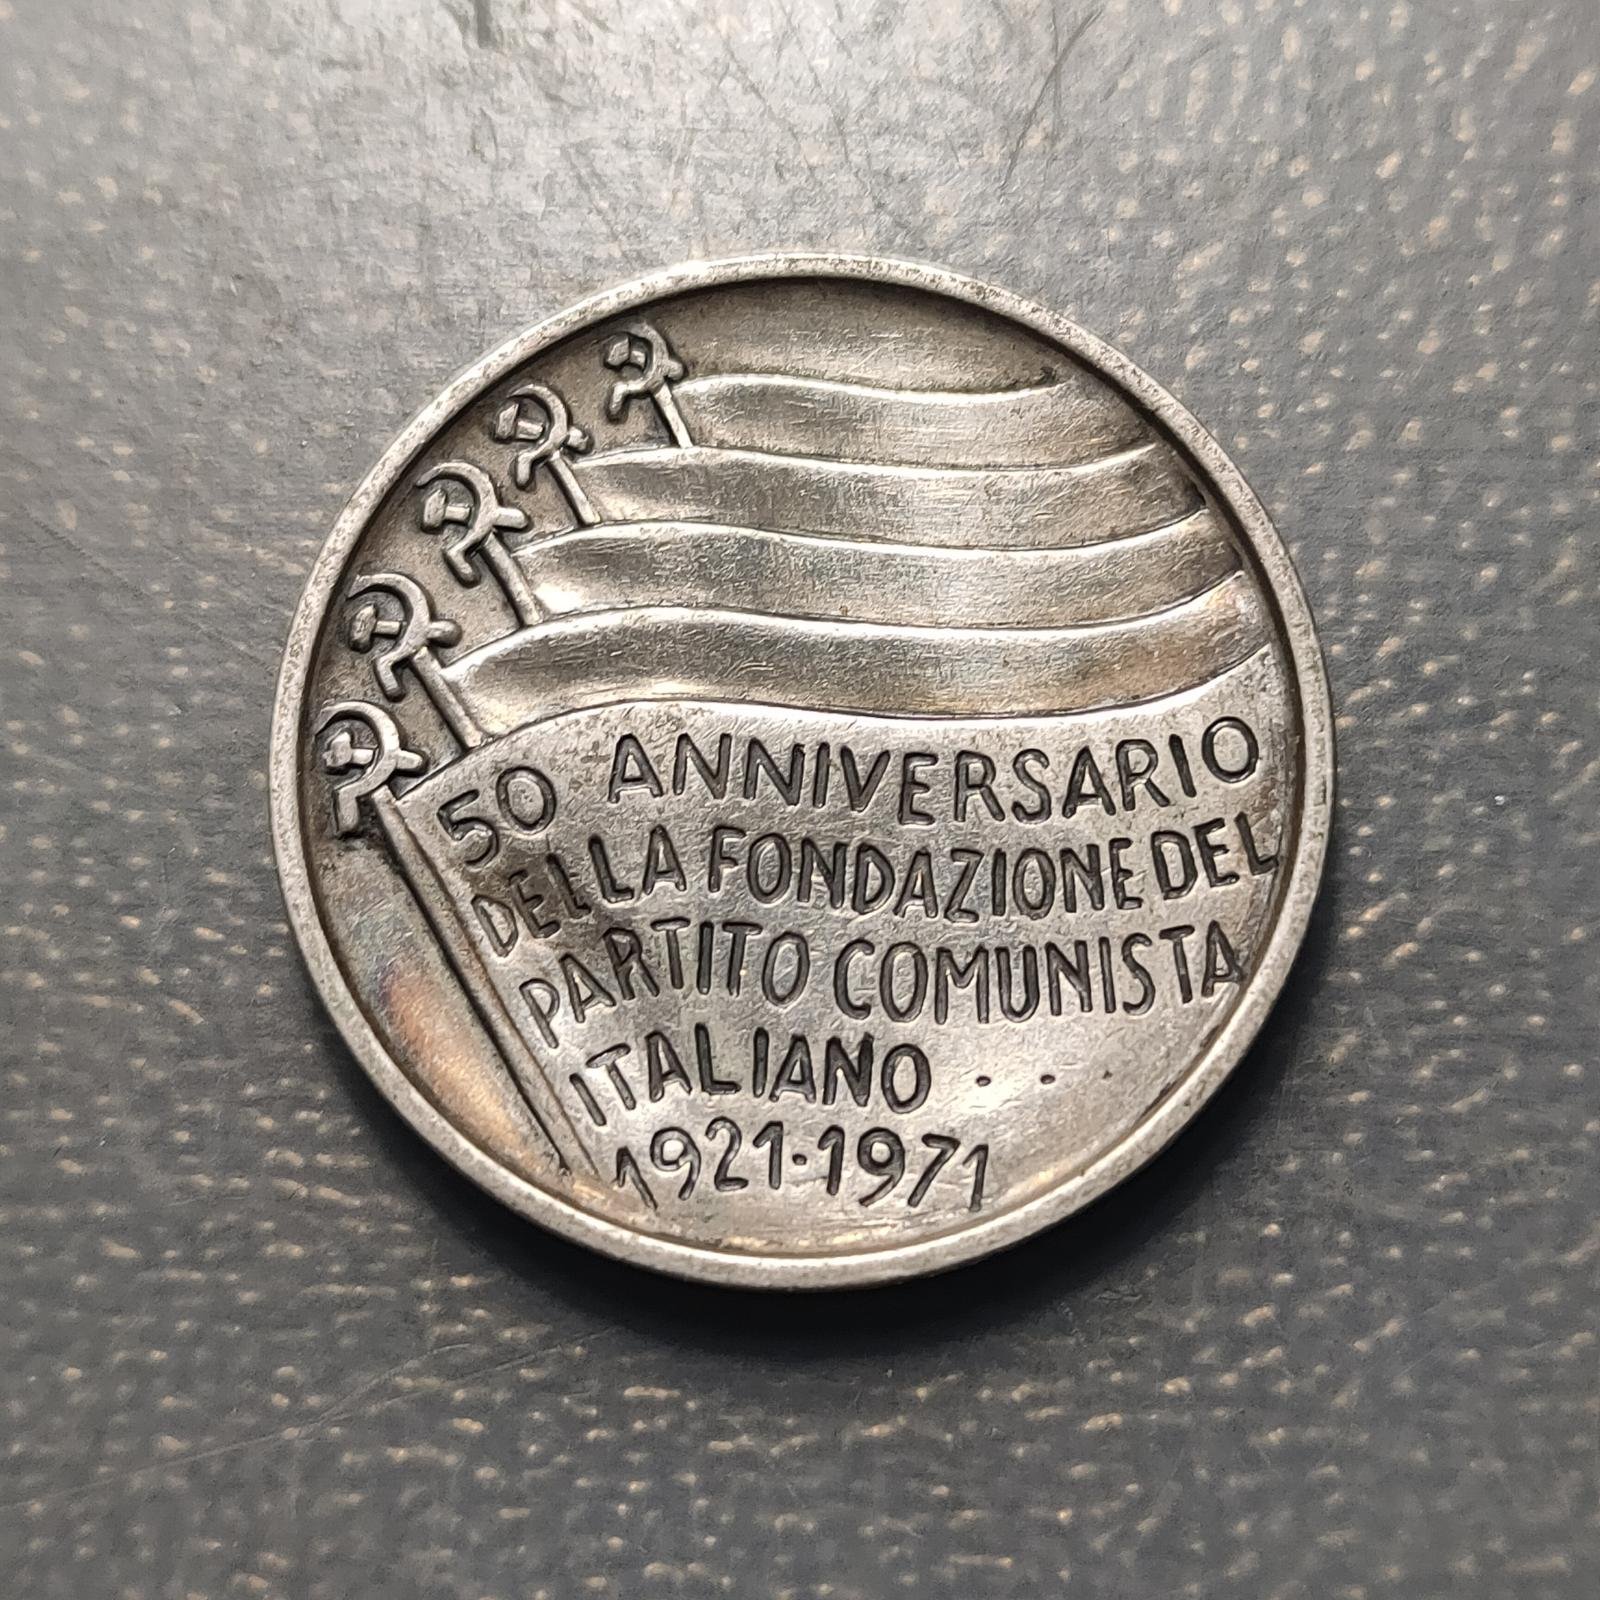 50 ANNIVERSARIO
DELLA FONDAZIONE DEL
PARTITO COMUNISTA
ITALIANO . . .
1921·1971